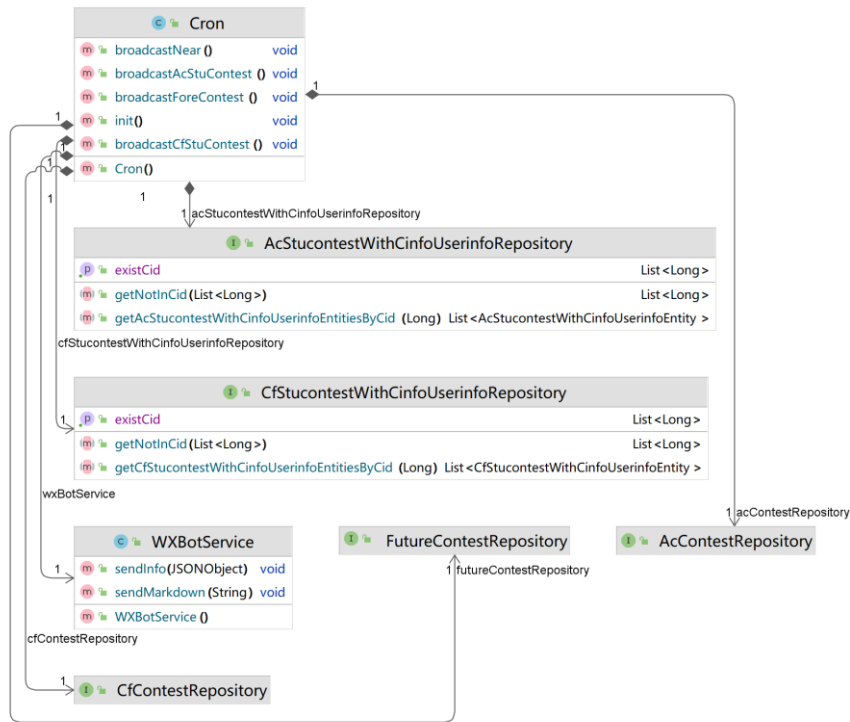 Cron
broadcastNear () void
broadcastAcStuContest () void
broadcastForeContest () void
init() void
broadcastCfStuContest () void
Cron()
1
1
1
1
1
1
1 acStucontestWithCinfoUserinfoRepository
AcStucontestWithCinfoUserinfoRepository
existCid List<Long>
getNotInCid(List<Long>) List<Long>
getAcStucontestWithCinfoUserinfoEntitiesByCid (Long) List<AcStucontestWithCinfoUserinfoEntity >
cfStucontestWithCinfoUserinfoRepository
CfStucontestWithCinfoUserinfoRepository
1
existCid List<Long>
getNotInCid(List<Long>) List<Long>
getCfStucontestWithCinfoUserinfoEntitiesByCid (Long) List<CfStucontestWithCinfoUserinfoEntity >
wxBotService
1 acContestRepository
WXBotService
FutureContestRepository
AcContestRepository
1
sendInfo(JSONObject) void
1 futureContestRepository
sendMarkdown (String) void
WXBotService ()
cfContestRepository
1
CfContestRepository